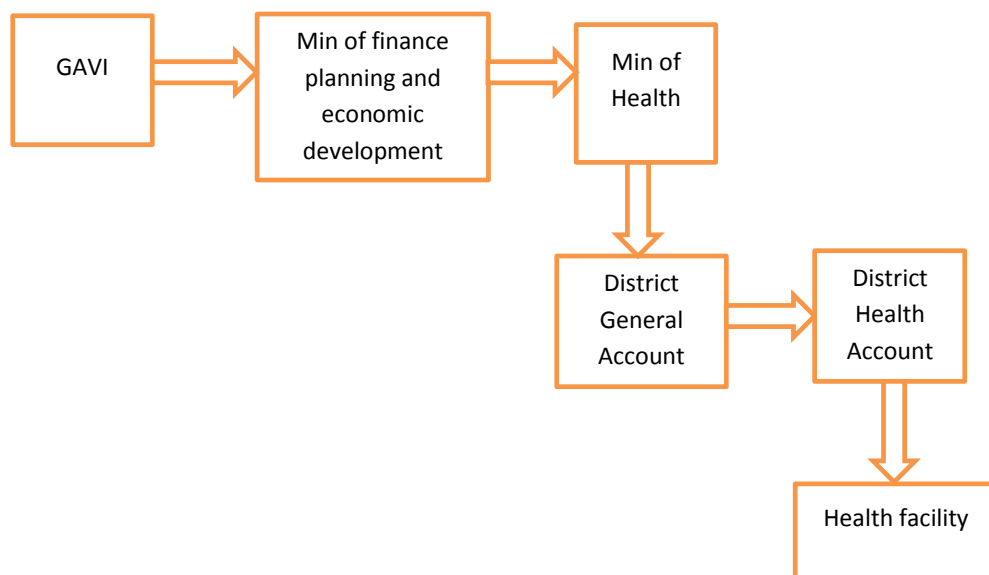 GAVI
Min of finance
planning and
economic
development
Min of
Health
District
General
Account
District
Health
Account
Health facility